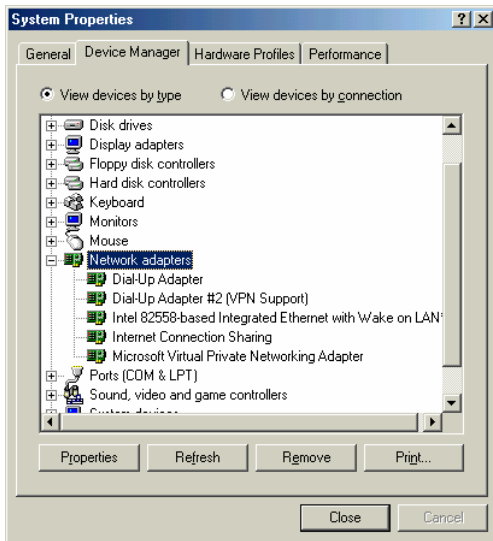 System Properties
General Device Manager Hardware Profiles Performance
View devices by type View devices by connection
Disk drives
Display adapters
Floppy disk controllers
Hard disk controllers
Keyboard
Monitors
Mouse
Network adapters
Dial-Up Adapter
Dial-Up Adapter #2 (VPN Support)
Intel 82558-based Integrated Ethernet with Wake on LAN*
Internet Connection Sharing
Microsoft Virtual Private Networking Adapter
Ports (COM & LPT)
Sound, video and game controllers
System devices
Properties Refresh Remove Print...
Close Cancel